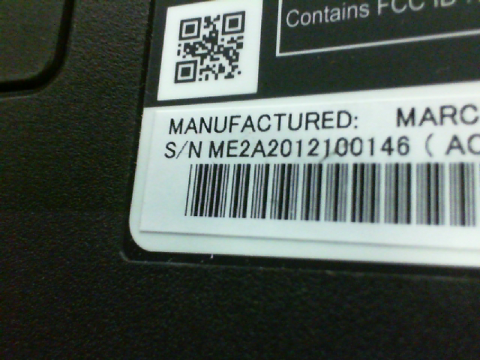 Contains FCC ID
MANUFACTURED: MARC
S/N ME2A2012100146 ( AC